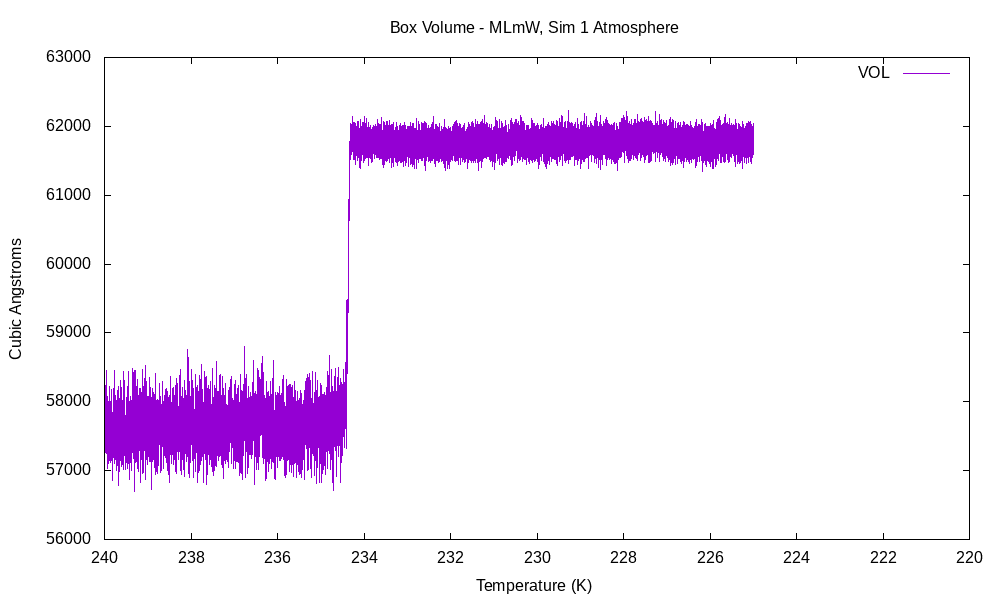 Box Volume - MLmW, Sim 1 Atmosphere
63000
VOL
62000
61000
60000
59000
58000
57000
56000
Cubic Angstroms
240 238 236 234 232 230 228 226 224 222 220
Temperature (K)